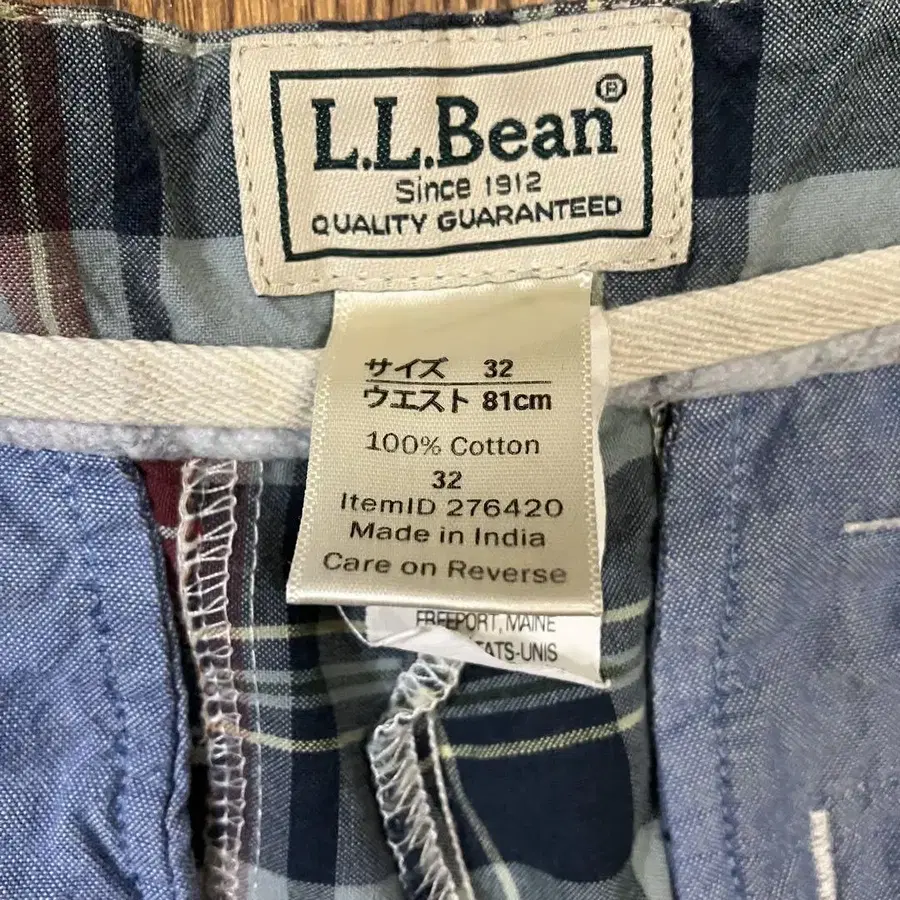 L.L.Bean®
Since 1912
QUALITY GUARANTEED
サイズ 32
ウエスト 81cm
100% Cotton
32
ItemID 276420
Made in India
Care on Reverse
FREEPORT, MAINE
TATS-UNIS